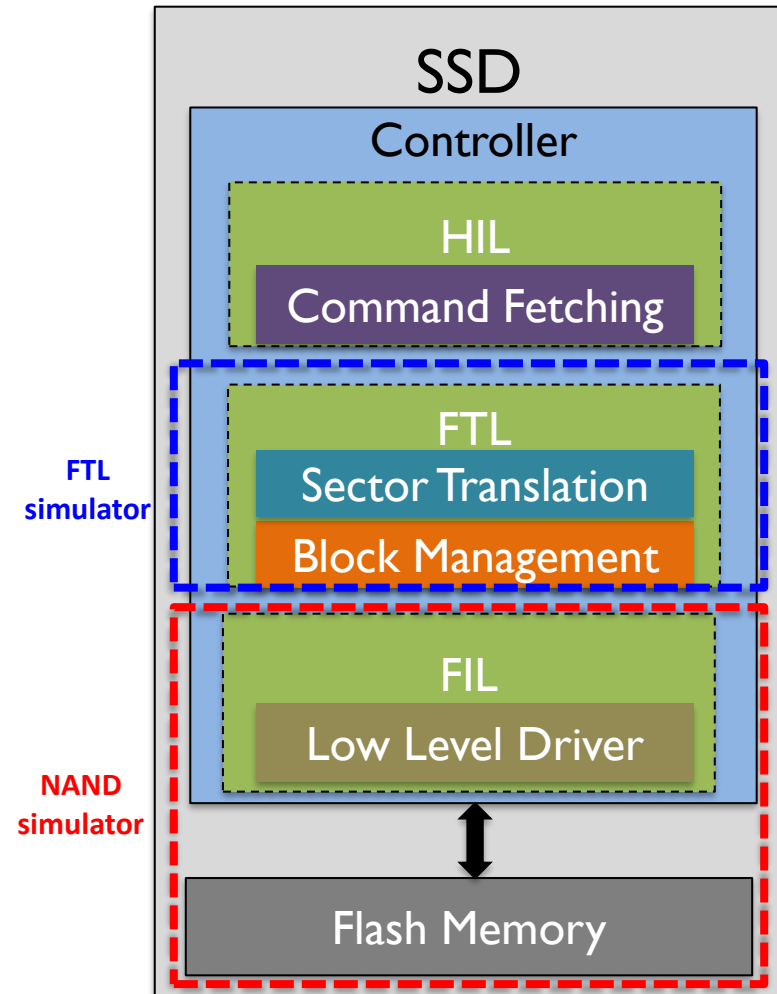 SSD
Controller
HIL
Command Fetching
FTL
simulator
FTL
Sector Translation
Block Management
FIL
Low Level Driver
NAND
simulator
Flash Memory